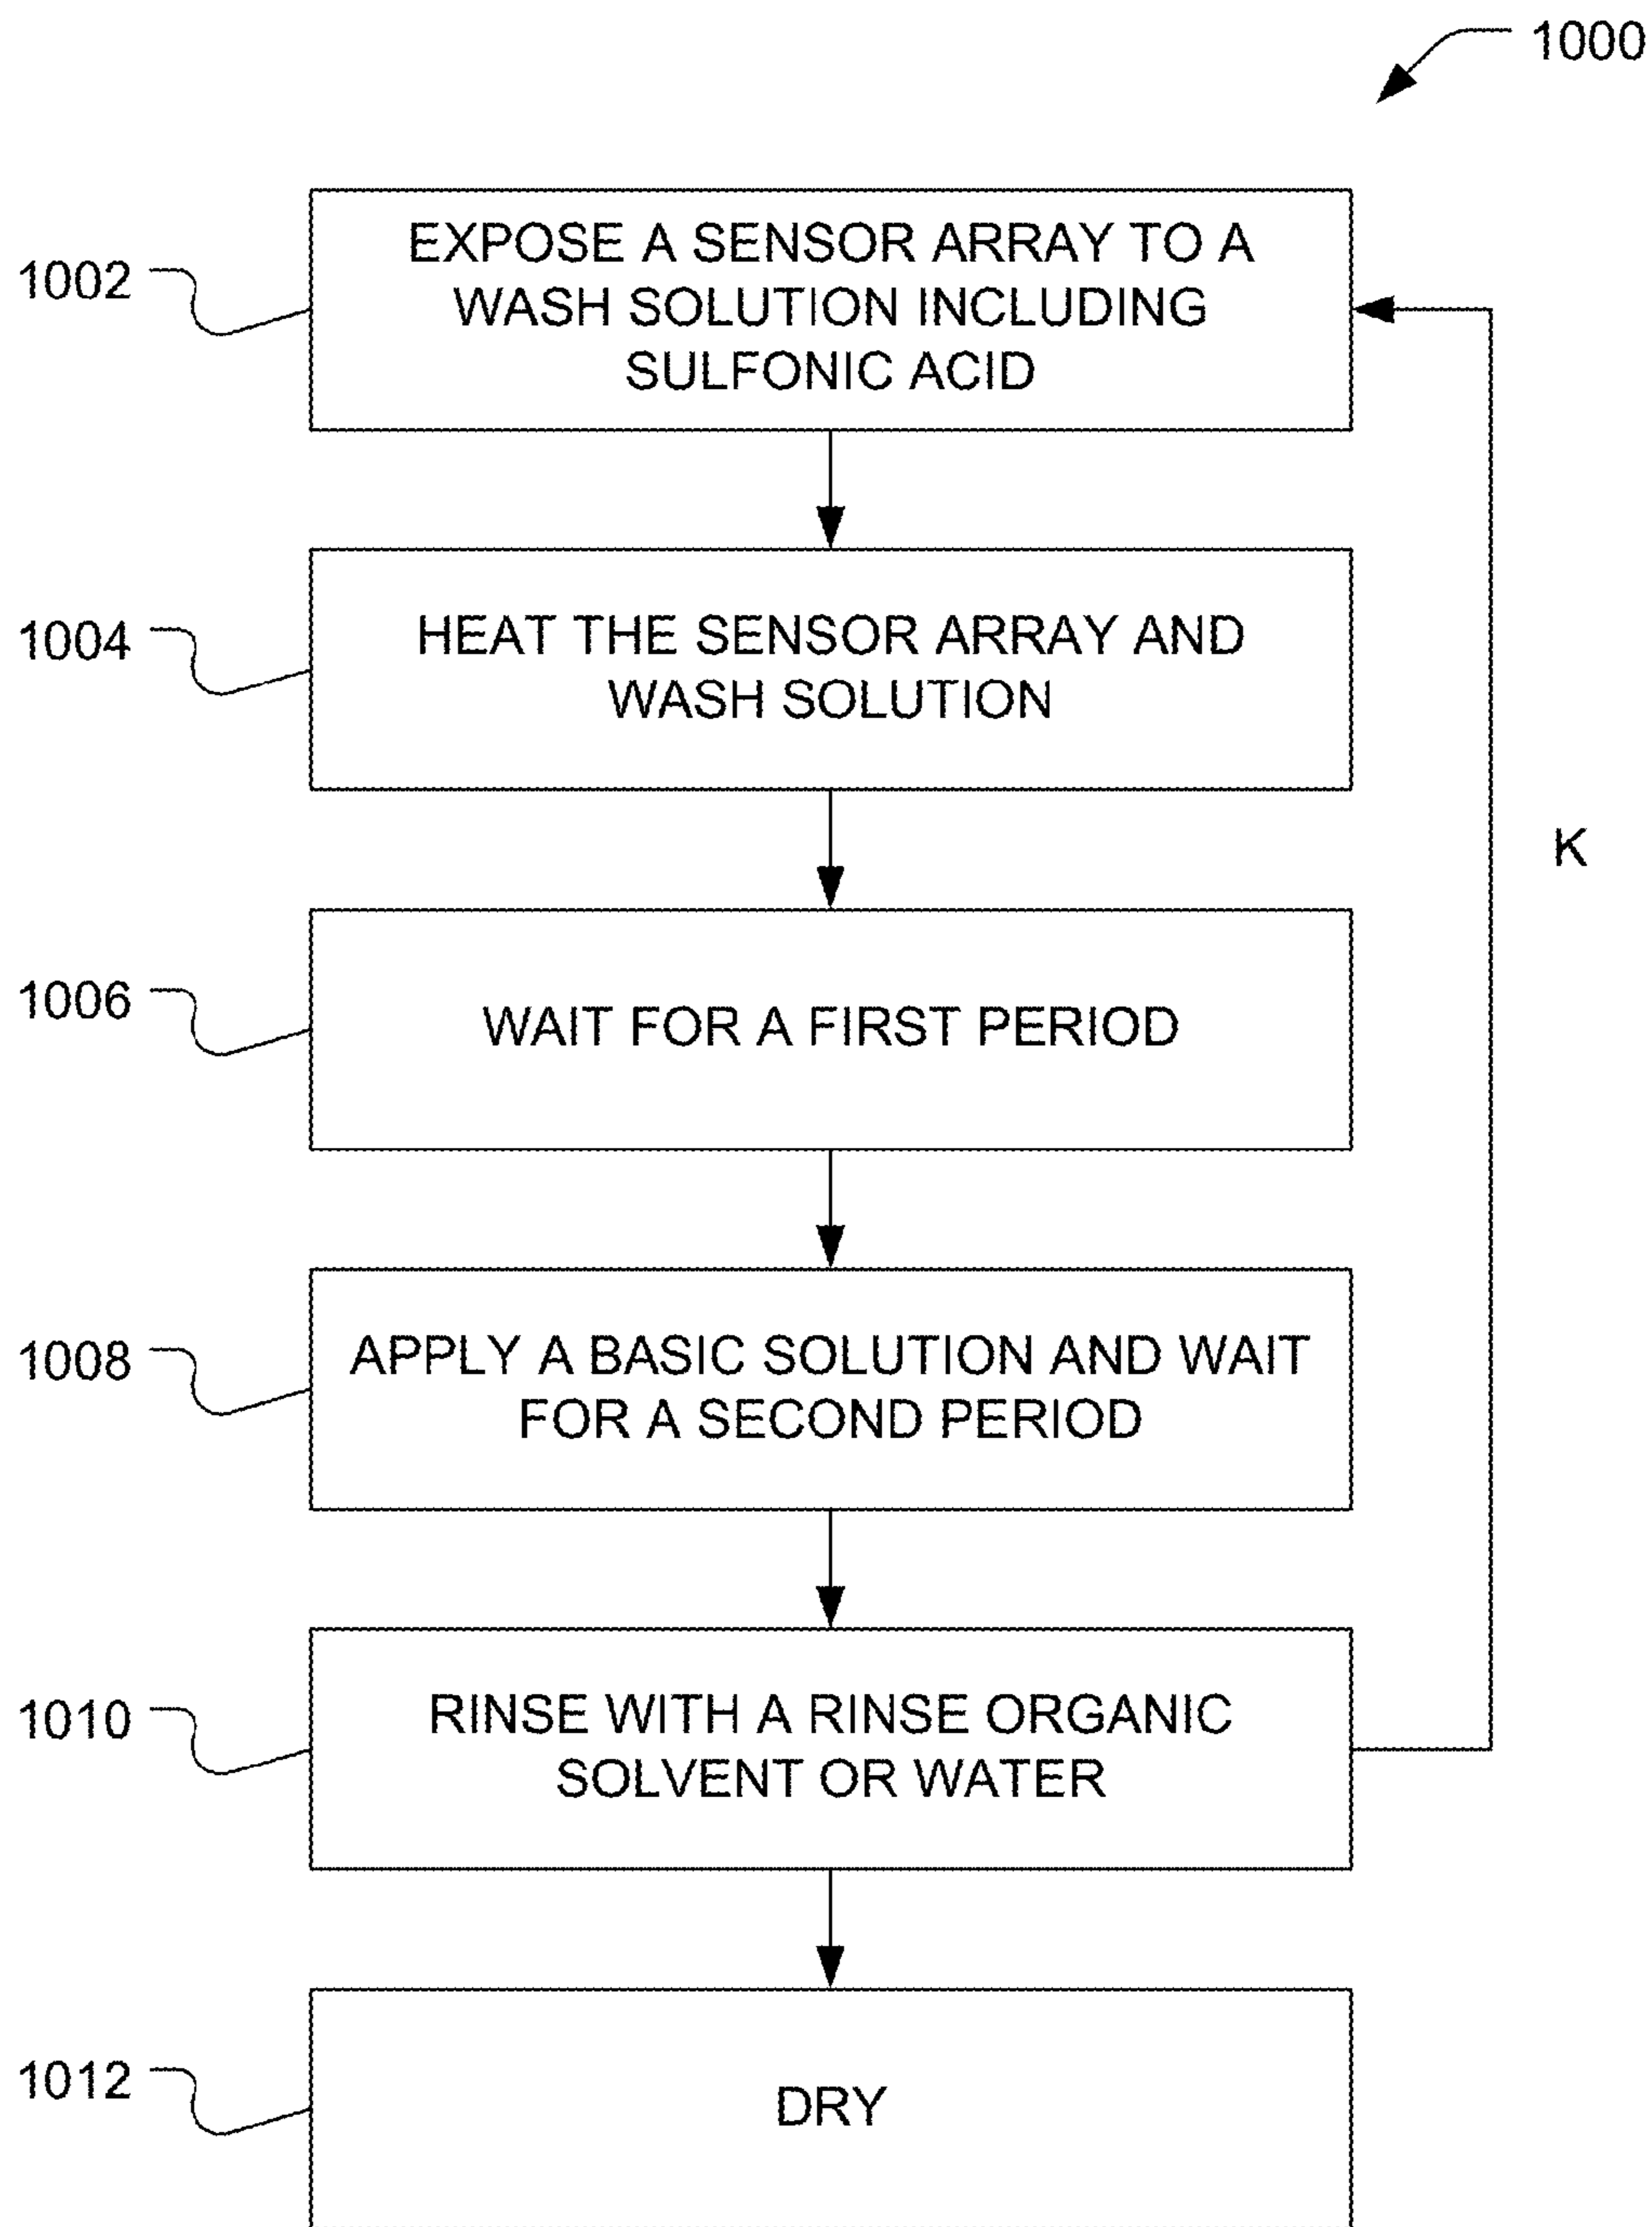 1000
1002
EXPOSE A SENSOR ARRAY TO A
WASH SOLUTION INCLUDING
SULFONIC ACID
1004
HEAT THE SENSOR ARRAY AND
WASH SOLUTION
K
1006
WAIT FOR A FIRST PERIOD
1008
APPLY A BASIC SOLUTION AND WAIT
FOR A SECOND PERIOD
1010
RINSE WITH A RINSE ORGANIC
SOLVENT OR WATER
1012
DRY